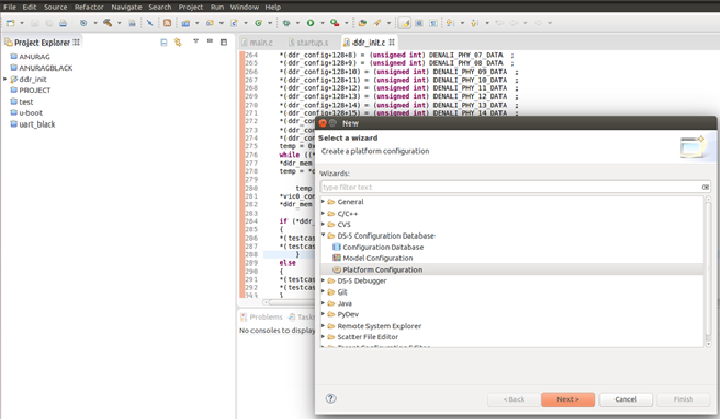 File Edit Source Refactor Navigate Search Project Run Window Help
Project Explorer
ANURAG
ANURAGBLACK
ddr_init
PROJECT
test
u-boot
uart_black
main.c startup.s ddr_init.c
264 *(ddr_config+128+8) = (unsigned int) DENALI_PHY_07_DATA ;
265 *(ddr_config+128+9) = (unsigned int) DENALI_PHY_08_DATA ;
266 *(ddr_config+128+10) = (unsigned int) DENALI_PHY_09_DATA ;
267 *(ddr_config+128+11) = (unsigned int) DENALI_PHY_10_DATA ;
268 *(ddr_config+128+12) = (unsigned int) DENALI_PHY_11_DATA ;
269 *(ddr_config+128+13) = (unsigned int) DENALI_PHY_12_DATA ;
270 *(ddr_config+128+14) = (unsigned int) DENALI_PHY_13_DATA ;
271 *(ddr_config+128+15) = (unsigned int) DENALI_PHY_14_DATA ;
272 *(ddr_con
273 *(ddr_con
274 *(ddr_con
275 temp = 0x
276 while ((*
277 *ddr_mem
278 temp = *d
279
280 temp
281 *vic0_con
282 *ddr_mem
283
284 if (*ddr_
285 {
286 *(testcas
287 *(testcas
288 }
289 else
290 {
291 *(testcas
292 *(testcas
Problems Tasks
No consoles to display
New
Select a wizard
Create a platform configuration
Wizards:
type filter text
General
C/C++
CVS
DS-5 Configuration Database
Configuration Database
Model Configuration
Platform Configuration
DS-5 Debugger
Git
Java
PyDev
Remote System Explorer
Scatter File Editor
Target Configuration Editor
< Back Next > Cancel Finish